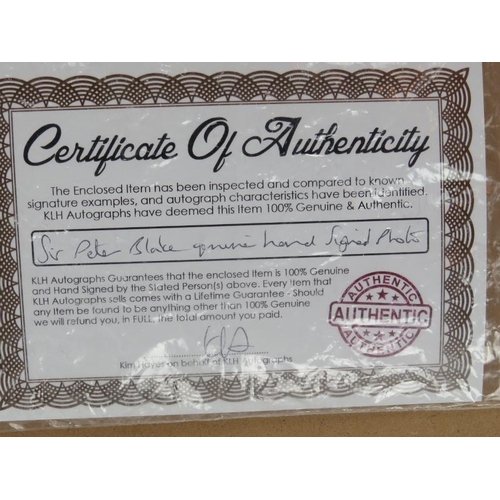 Certificate Of Authenticity
The Enclosed Item has been inspected and compared to known
signature examples, and autograph characteristics have been identified.
KLH Autographs have deemed this Item 100% Genuine & Authentic.
Sir Peter Blake genuine hand Signed Photo
KLH Autographs Guarantees that the enclosed Item is 100% Genuine
and Hand Signed by the Stated Person(s) above. Every Item that
KLH Autographs sells comes with a Lifetime Guarantee - Should
any Item be found to be anything other than 100% Genuine
we will refund you, in FULL, the total amount you paid.
AUTHENTIC
AUTHENTIC
AUTHENTIC
Kim Hayes on behalf of KLH Autographs